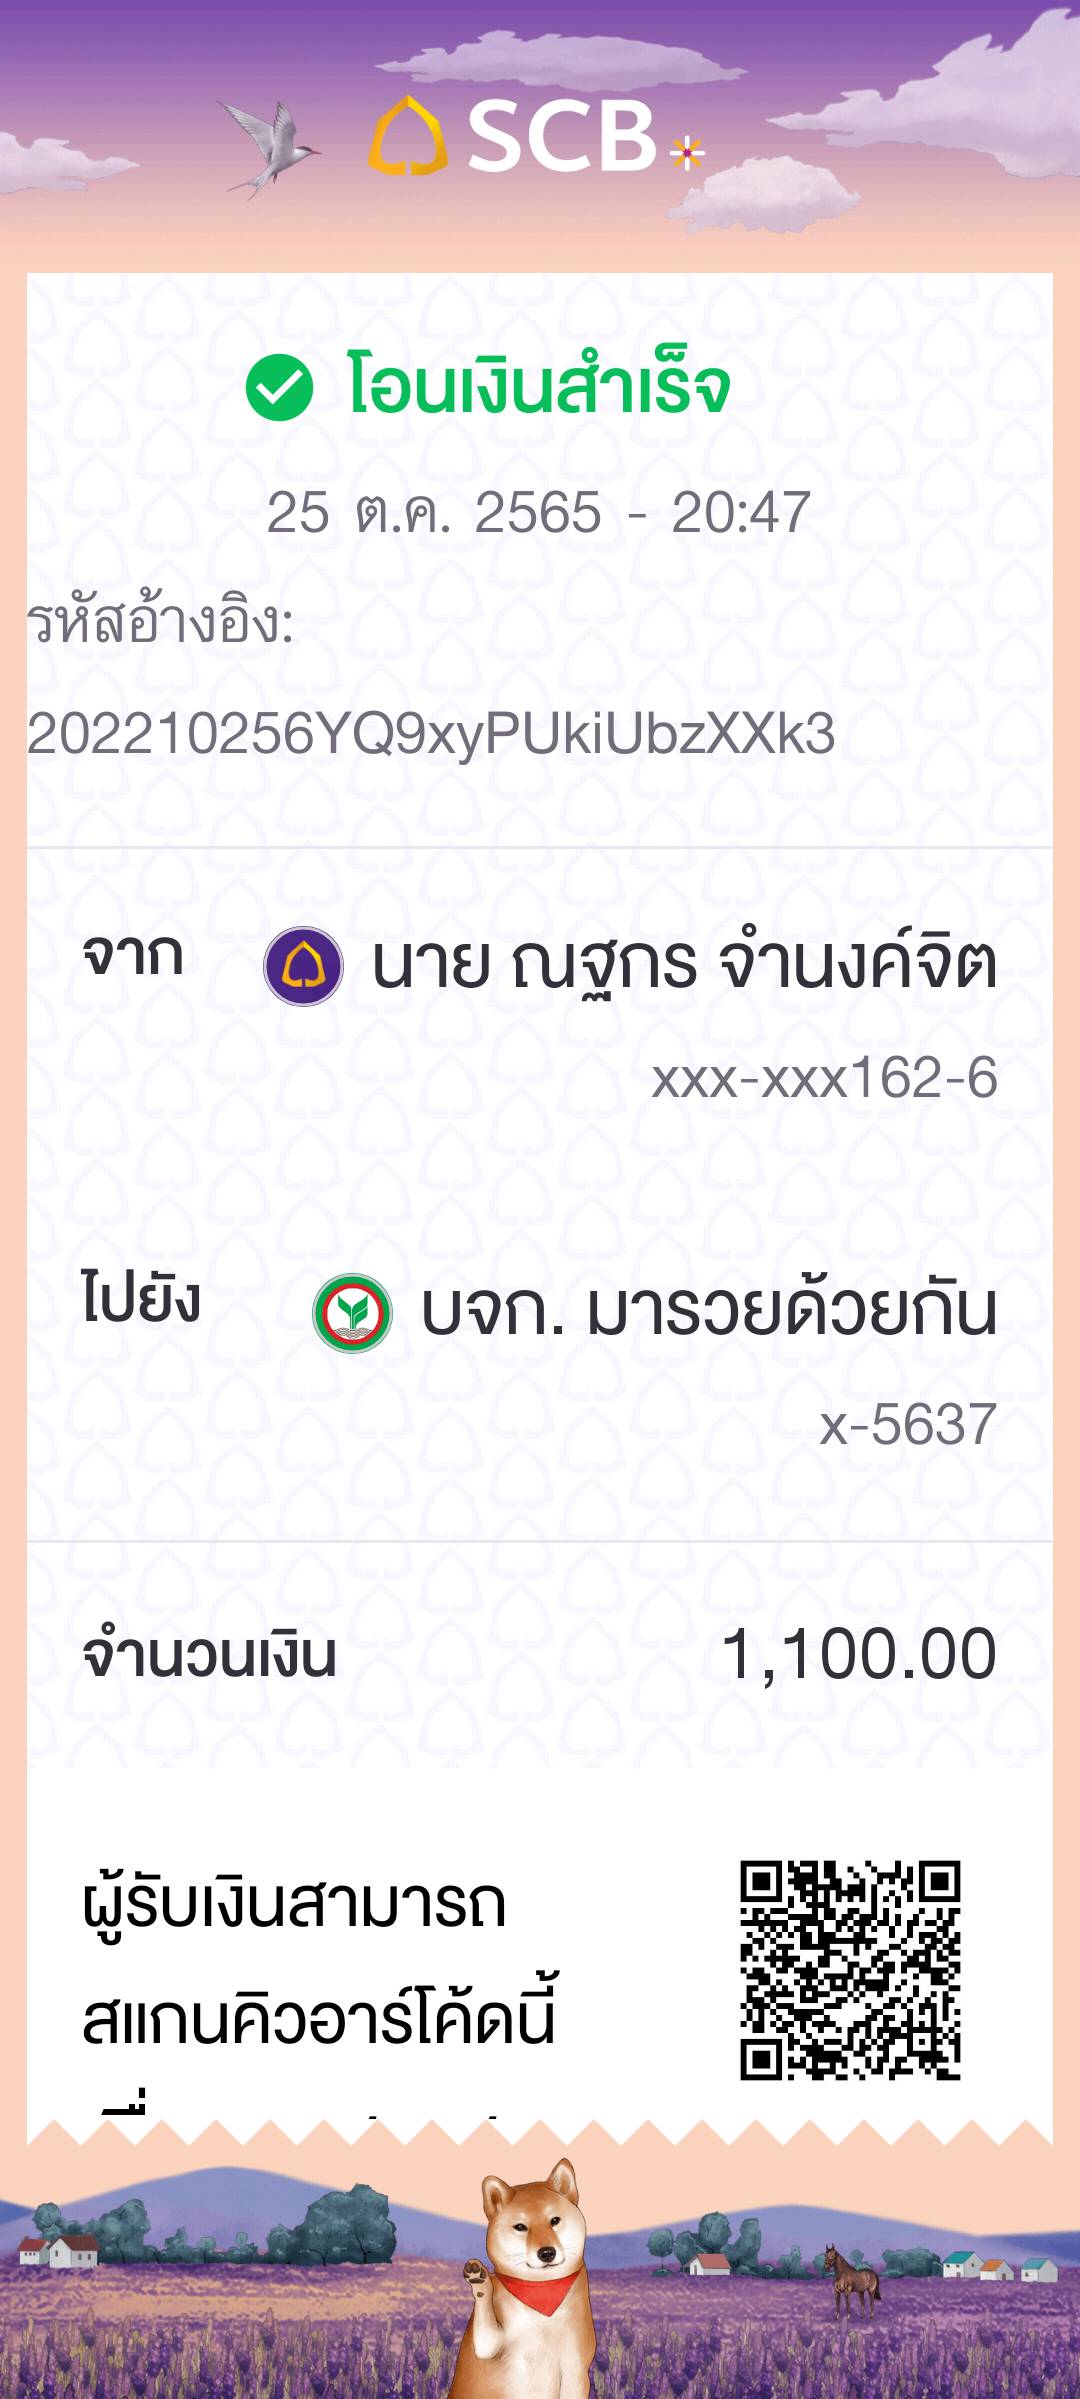 SCB
โอนเงินสำเร็จ
25 ต.ค. 2565 - 20:47
รหัสอ้างอิง:
202210256YQ9xyPUkiUbzXXk3
จาก นาย ณฐกร จำนงค์จิต
xxx-xxx162-6
ไปยัง บจก. มารวยด้วยกัน
x-5637
จำนวนเงิน 1,100.00
ผู้รับเงินสามารถ
สแกนคิวอาร์โค้ดนี้